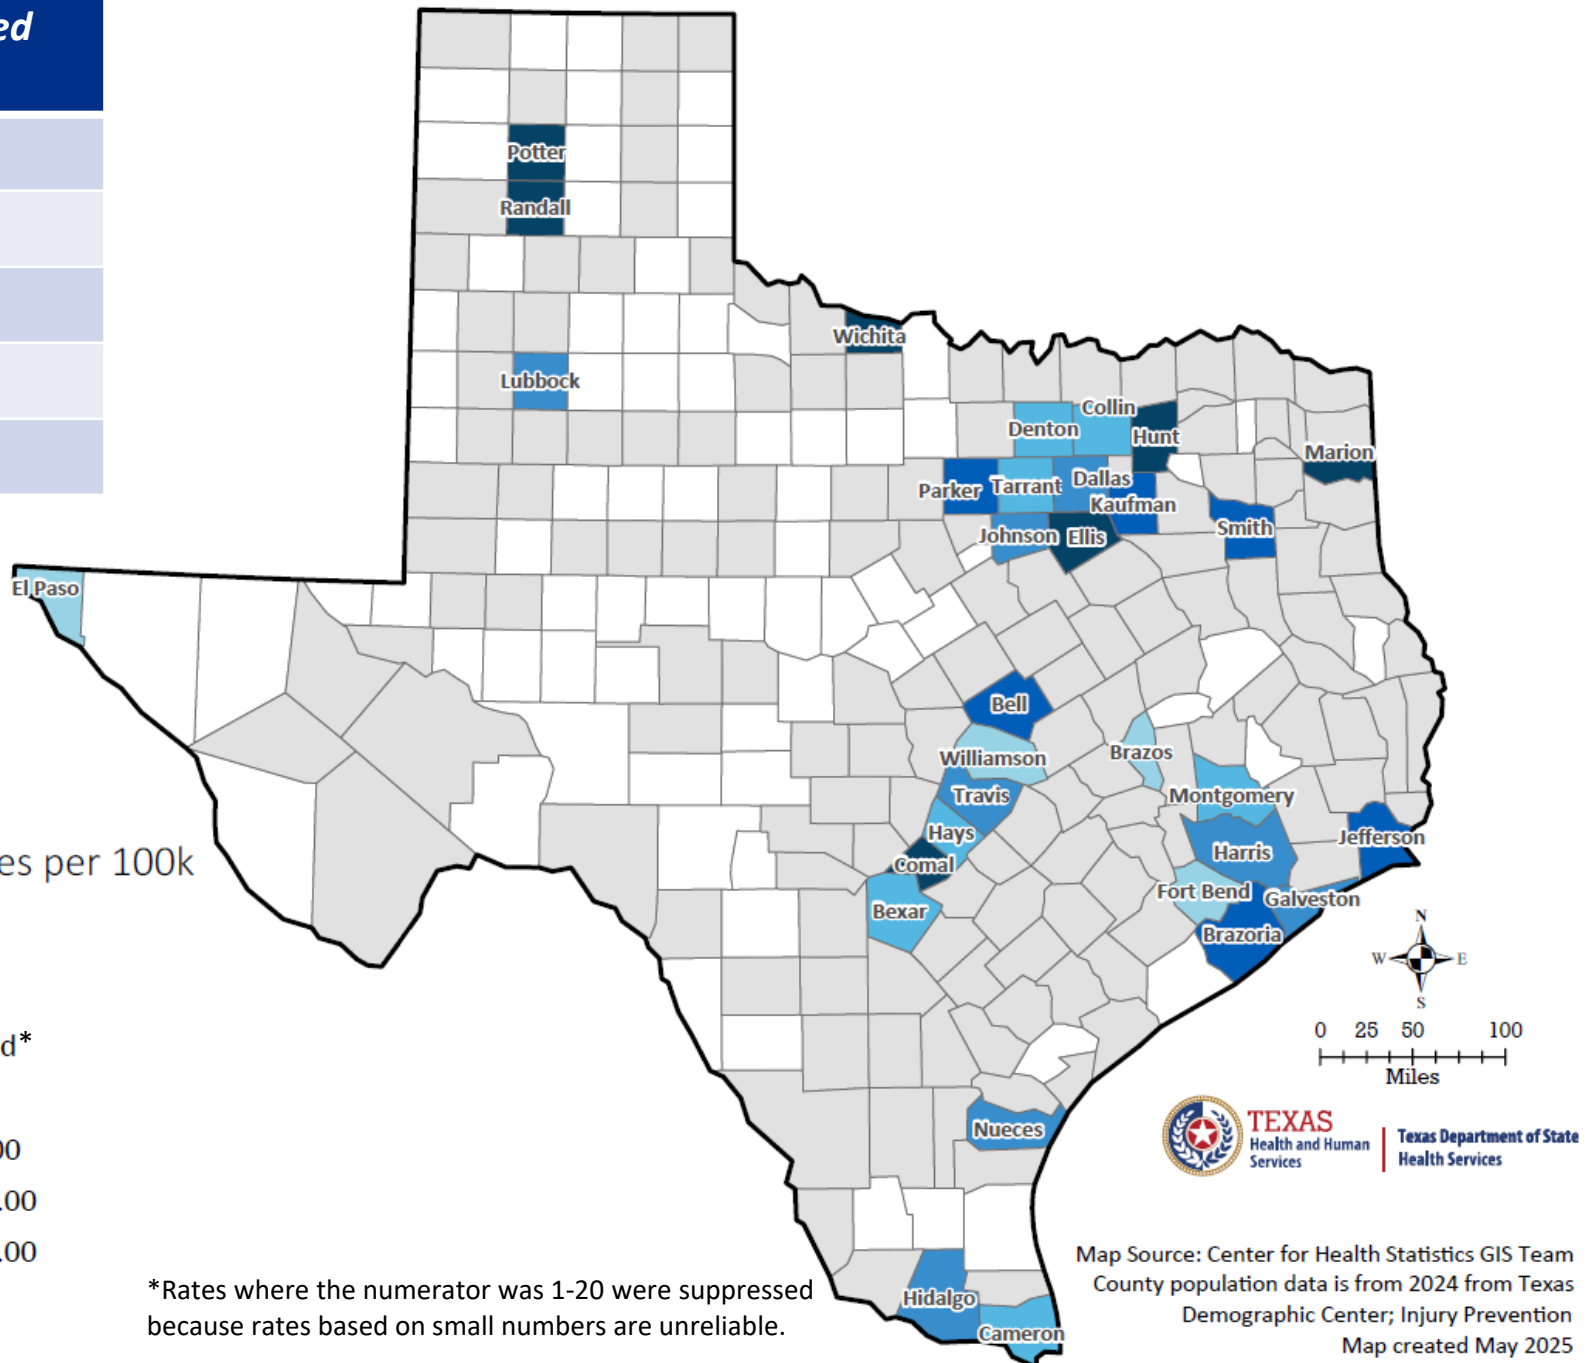 ed
Potter
Randall
Wichita
Lubbock
Collin
Denton
Hunt
Marion
Parker
Tarrant
Dallas
Kaufman
Smith
Johnson
Ellis
El Paso
Bell
Williamson
Brazos
Travis
Montgomery
Hays
Jefferson
Harris
Comal
Fort Bend
Galveston
Bexar
Brazoria
es per 100k
N
W
E
S
d*
0 25 50 100
Miles
Nueces
TEXAS
Health and Human
Services
Texas Department of State
Health Services
00
.00
.00
*Rates where the numerator was 1-20 were suppressed
because rates based on small numbers are unreliable.
Hidalgo
Cameron
Map Source: Center for Health Statistics GIS Team
County population data is from 2024 from Texas
Demographic Center; Injury Prevention
Map created May 2025